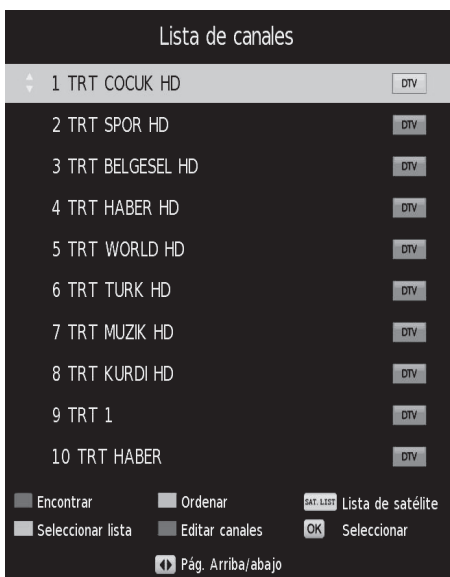 Lista de canales
1 TRT COCUK HD DTV
2 TRT SPOR HD DTV
3 TRT BELGESEL HD DTV
4 TRT HABER HD DTV
5 TRT WORLD HD DTV
6 TRT TURK HD DTV
7 TRT MUZIK HD DTV
8 TRT KURDI HD DTV
9 TRT 1 DTV
10 TRT HABER DTV
Encontrar Ordenar SAT.LIST Lista de satélite
Seleccionar lista Editar canales OK Seleccionar
Pág. Arriba/abajo